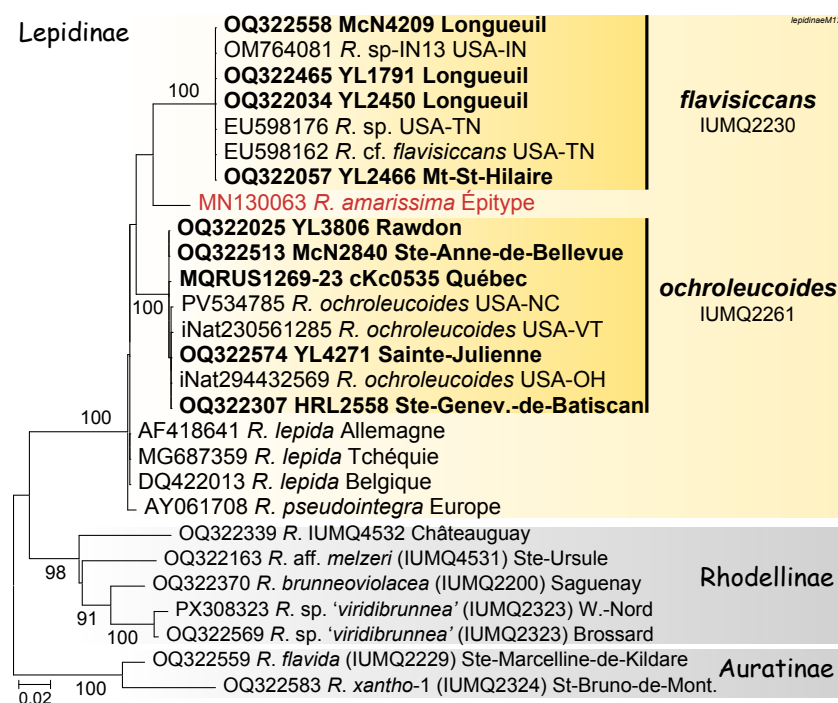 Lepidinae
lepidinaeM1
OQ322558 McN4209 Longueuil
OM764081 R. sp-IN13 USA-IN
100
OQ322465 YL1791 Longueuil
OQ322034 YL2450 Longueuil
flavisiccans
IUMQ2230
EU598176 R. sp. USA-TN
EU598162 R. cf. flavisiccans USA-TN
OQ322057 YL2466 Mt-St-Hilaire
MN130063 R. amarissima Épitype
OQ322025 YL3806 Rawdon
OQ322513 McN2840 Ste-Anne-de-Bellevue
MQRUS1269-23 cKc0535 Québec
ochroleucoides
IUMQ2261
100
PV534785 R. ochroleucoides USA-NC
iNat230561285 R. ochroleucoides USA-VT
OQ322574 YL4271 Sainte-Julienne
iNat294432569 R. ochroleucoides USA-OH
OQ322307 HRL2558 Ste-Genev.-de-Batiscan
100
AF418641 R. lepida Allemagne
MG687359 R. lepida Tchéquie
DQ422013 R. lepida Belgique
AY061708 R. pseudointegra Europe
OQ322339 R. IUMQ4532 Châteauguay
98
OQ322163 R. aff. melzeri (IUMQ4531) Ste-Ursule
Rhodellinae
OQ322370 R. brunneoviolacea (IUMQ2200) Saguenay
91
PX308323 R. sp. ‘viridibrunnea’ (IUMQ2323) W.-Nord
100
OQ322569 R. sp. ‘viridibrunnea’ (IUMQ2323) Brossard
OQ322559 R. flavida (IUMQ2229) Ste-Marcelline-de-Kildare
Auratinae
100
OQ322583 R. xantho-1 (IUMQ2324) St-Bruno-de-Mont.
0.02